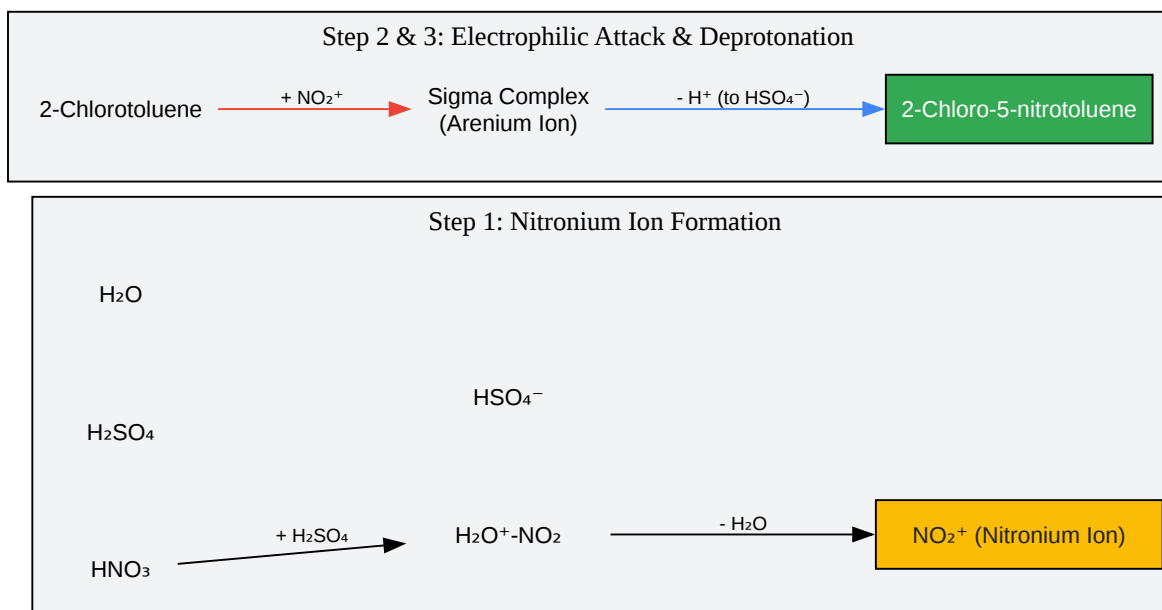 Step 2 & 3: Electrophilic Attack & Deprotonation
2-Chlorotoluene
+ NO₂⁺
Sigma Complex
(Arenium Ion)
- H⁺ (to HSO₄⁻)
2-Chloro-5-nitrotoluene
Step 1: Nitronium Ion Formation
H₂O
HSO₄⁻
H₂SO₄
HNO₃
+ H₂SO₄
H₂O⁺-NO₂
- H₂O
NO₂⁺ (Nitronium Ion)